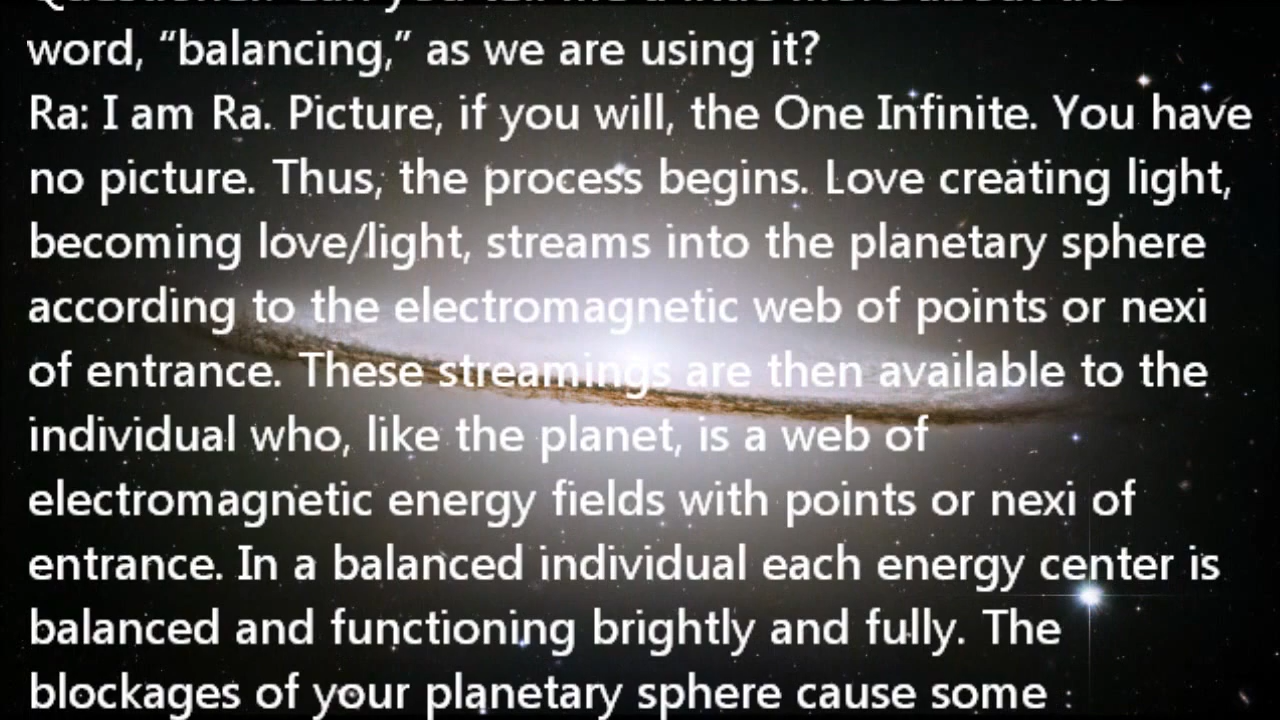 word, “balancing,” as we are using it?
Ra: I am Ra. Picture, if you will, the One Infinite. You have
no picture. Thus, the process begins. Love creating light,
becoming love/light, streams into the planetary sphere
according to the electromagnetic web of points or nexi
of entrance. These streamings are then available to the
individual who, like the planet, is a web of
electromagnetic energy fields with points or nexi of
entrance. In a balanced individual each energy center is
balanced and functioning brightly and fully. The
blockages of your planetary sphere cause some